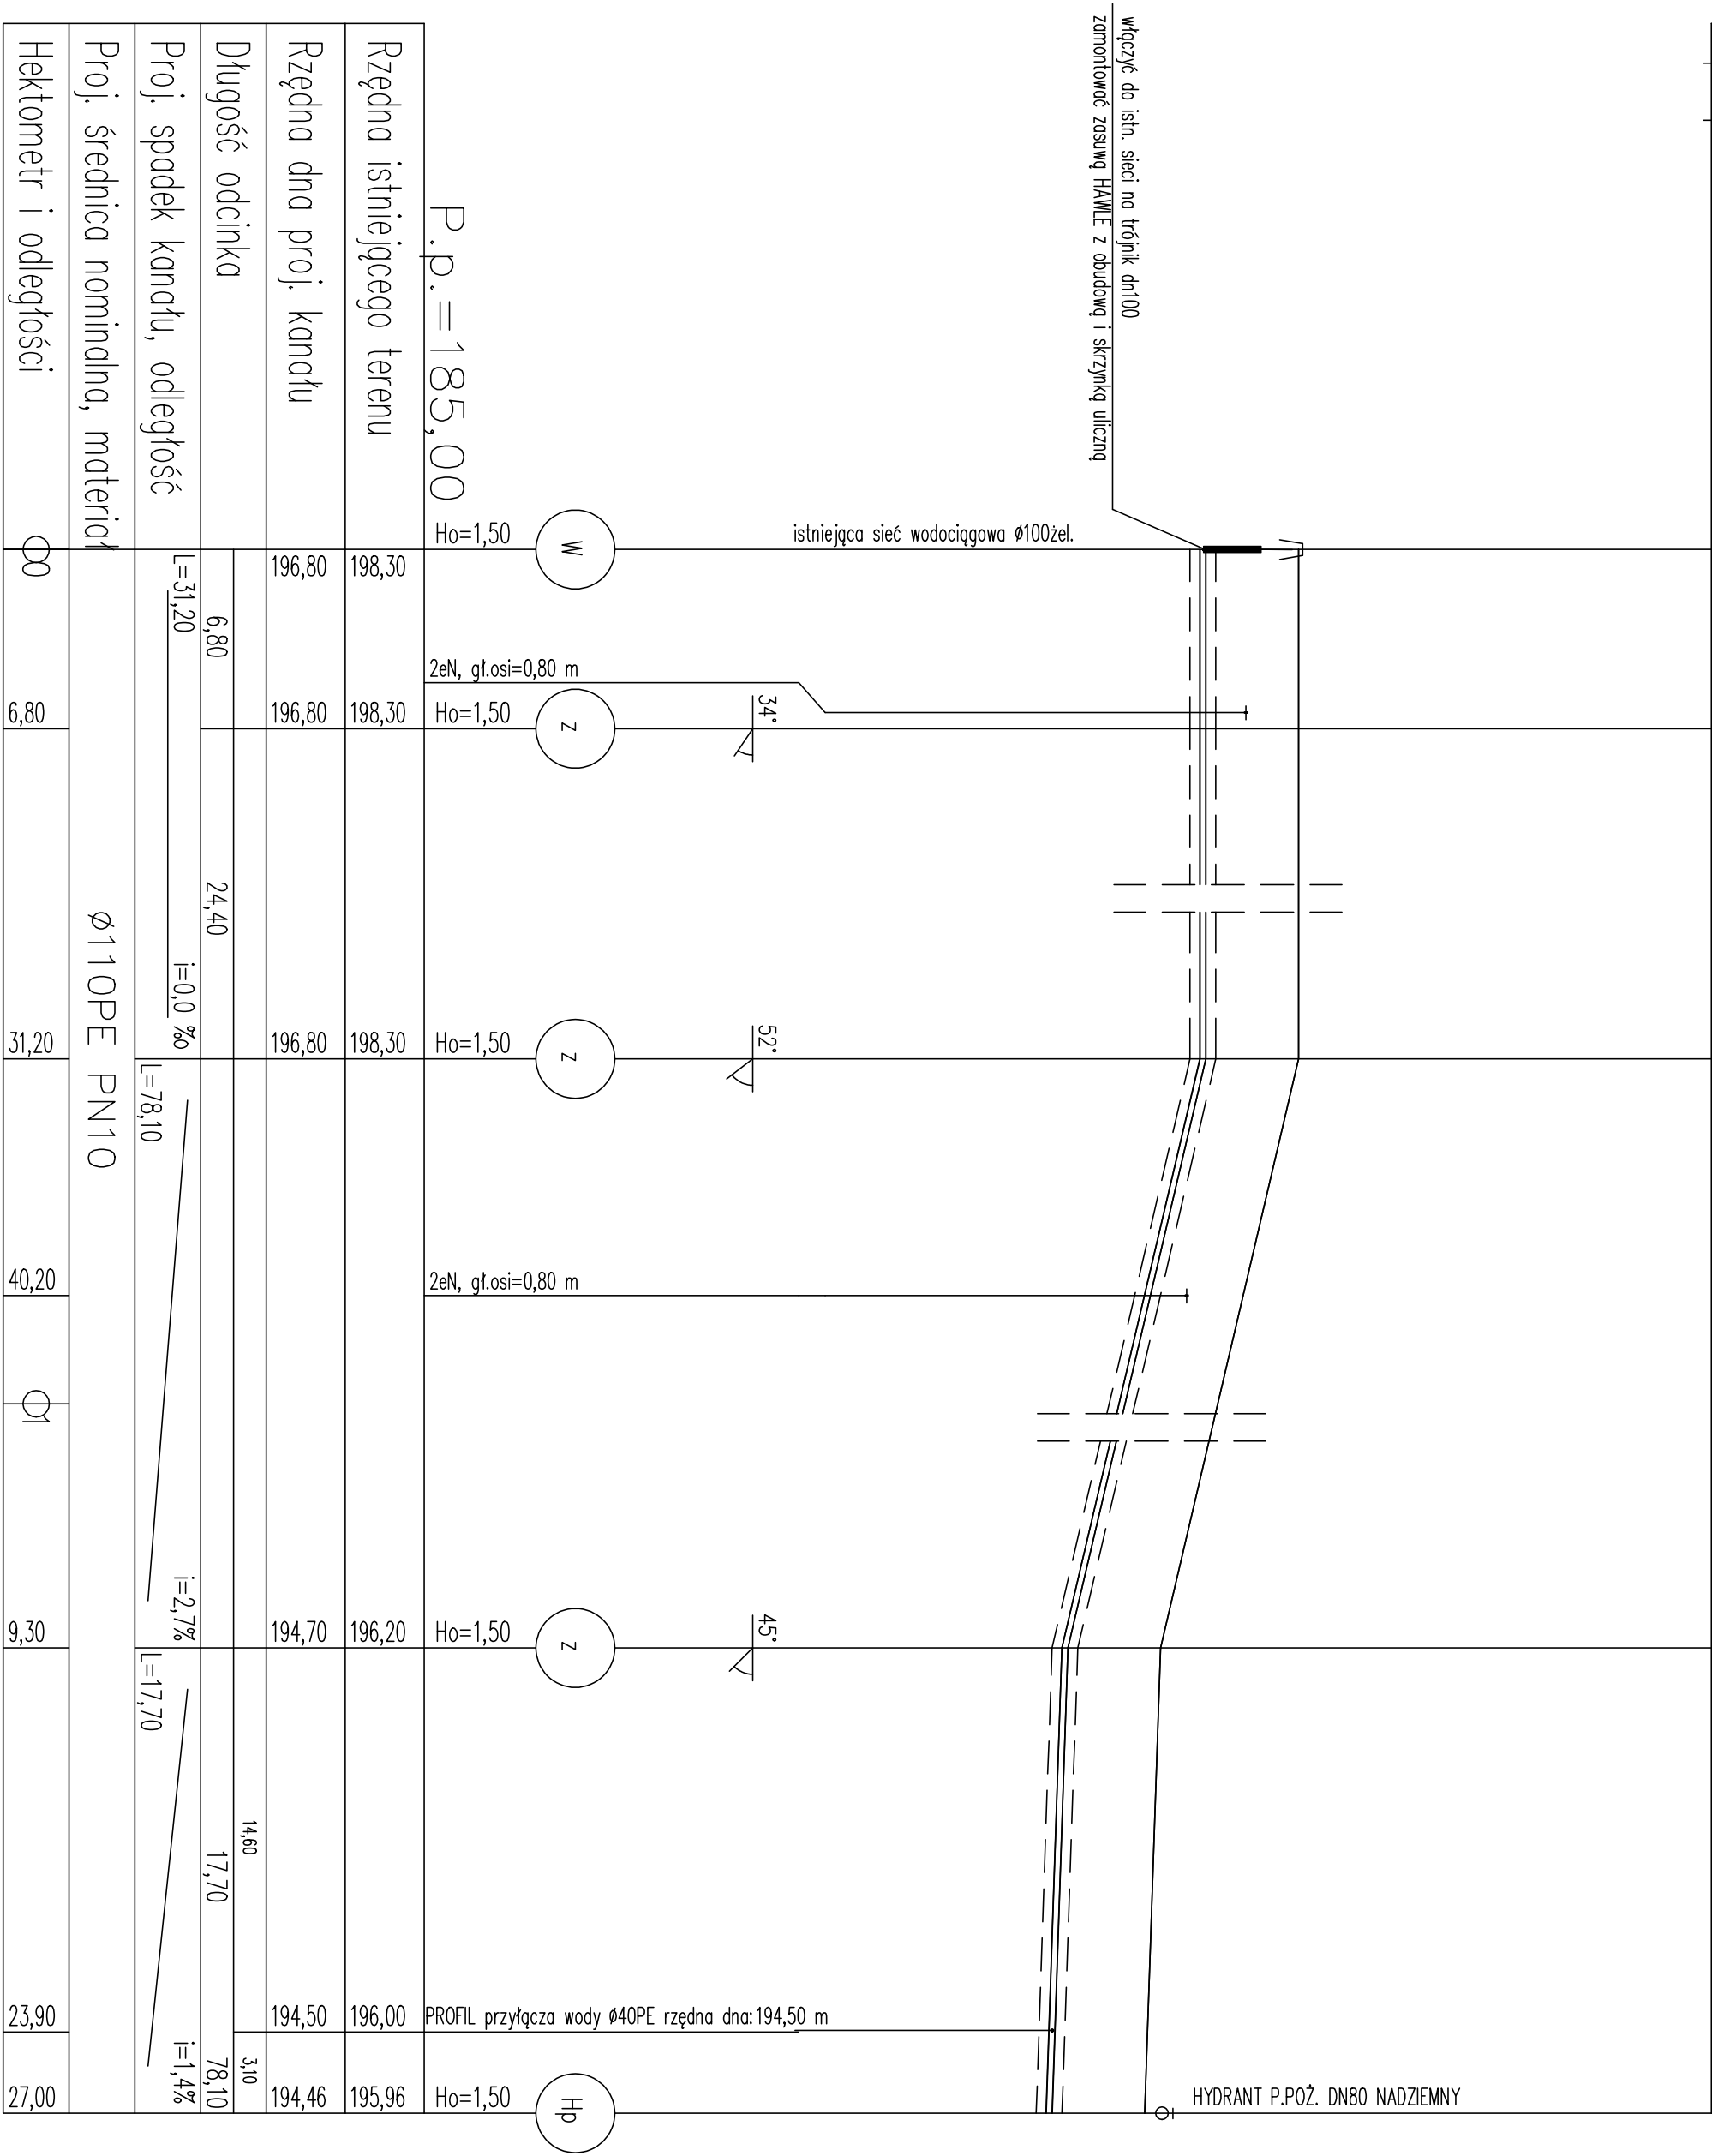 włączyć do istn. sieci na trójnik dn100
zamontować zasuwą HAWLE z obudową i skrzynką uliczną
istniejąca sieć wodociągowa Ø100żel.
HYDRANT P.POŻ. DN80 NADZIEMNY
34°
52°
45°
W
z
z
z
Hp
P.p.=185,00
Ho=1,50
2eN, gł.osi=0,80 m
Ho=1,50
Ho=1,50
2eN, gł.osi=0,80 m
Ho=1,50
PROFIL przyłącza wody Ø40PE rzędna dna:194,50 m
Ho=1,50
Rzędna istniejącego terenu
198,30
198,30
198,30
196,20
196,00
195,96
Rzędna dna proj. kanału
196,80
196,80
196,80
194,70
194,50
194,46
Długość odcinka
14,60
3,10
6,80
24,40
17,70
78,10
Proj. spadek kanału, odległość
L=31,20
i=0,0 ‰
L=78,10
i=2,7%
L=17,70
i=1,4%
Proj. średnica nominalna, materiał
Ø110PE PN10
Hektometr i odległości
0
6,80
31,20
40,20
1
9,30
23,90
27,00